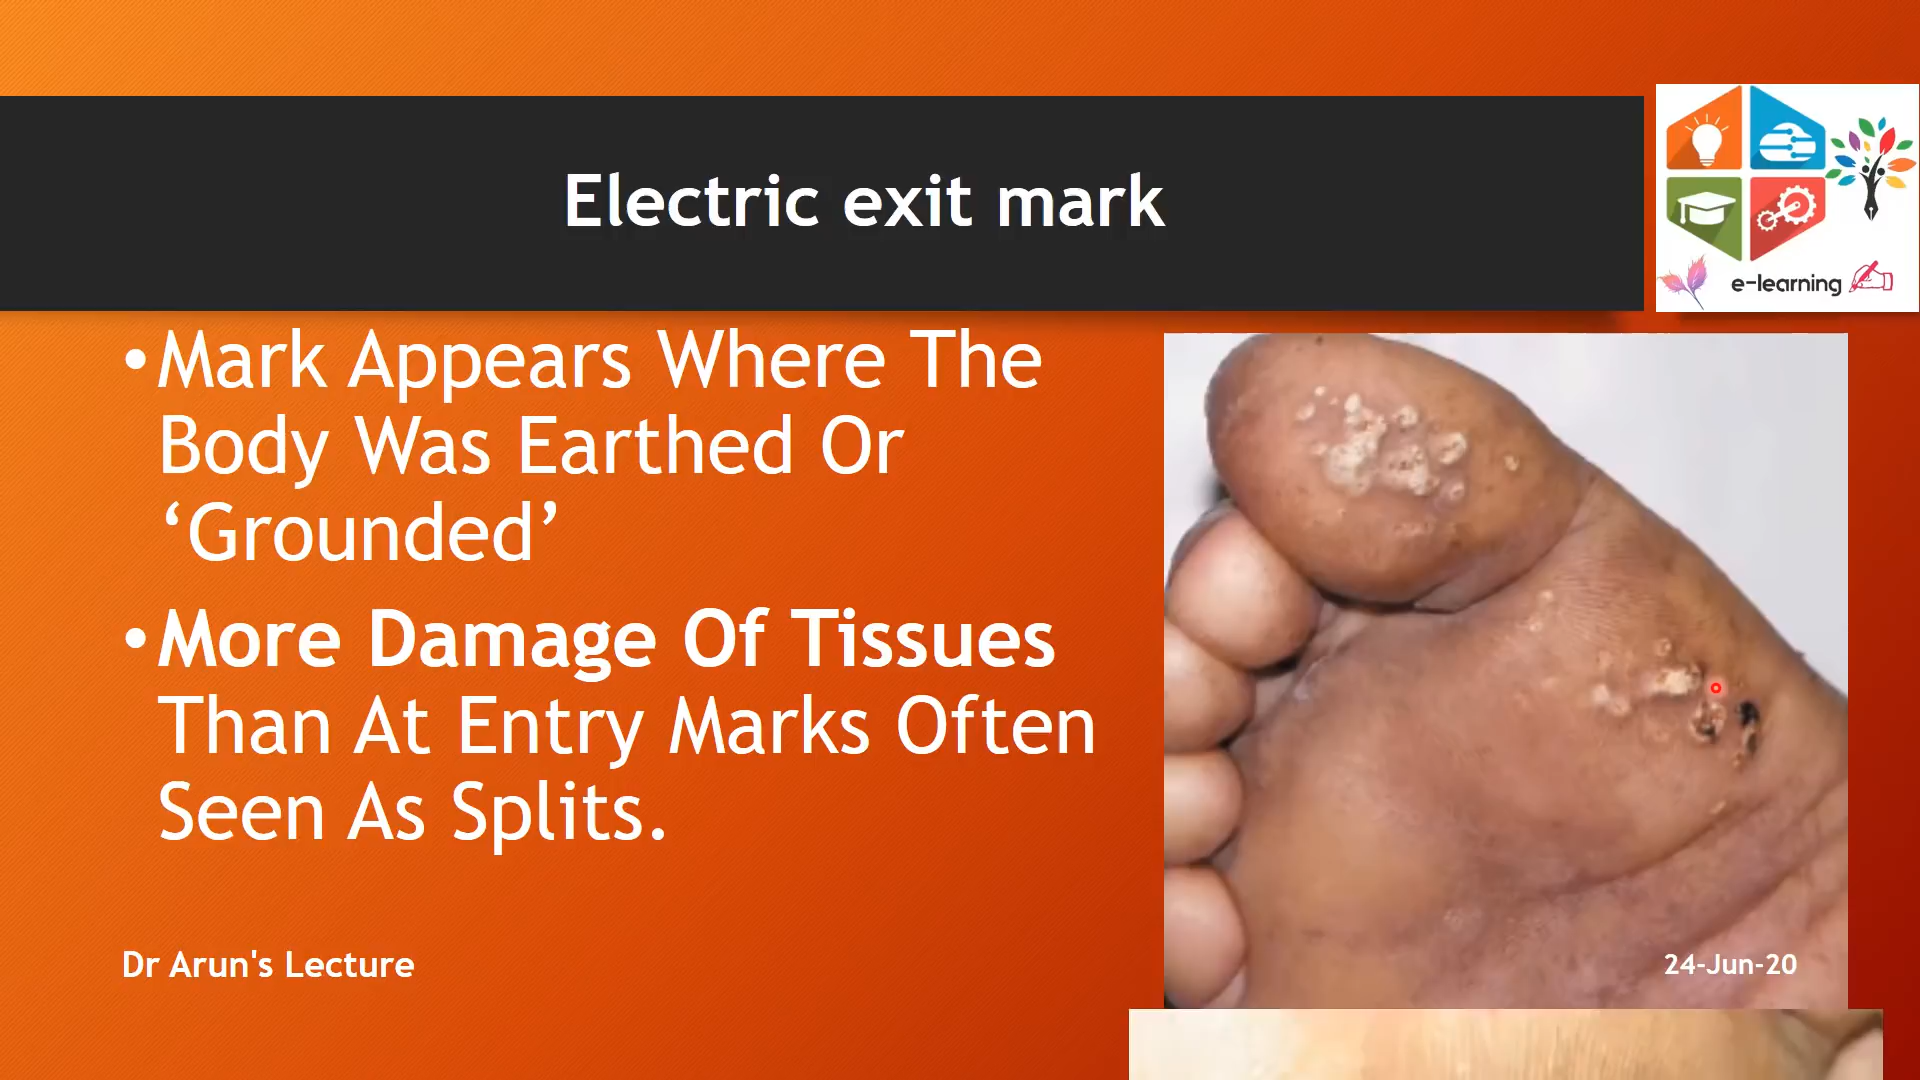 Electric exit mark
e-learning
•Mark Appears Where The
Body Was Earthed Or
‘Grounded’
•More Damage Of Tissues
Than At Entry Marks Often
Seen As Splits.
Dr Arun's Lecture
24-Jun-20